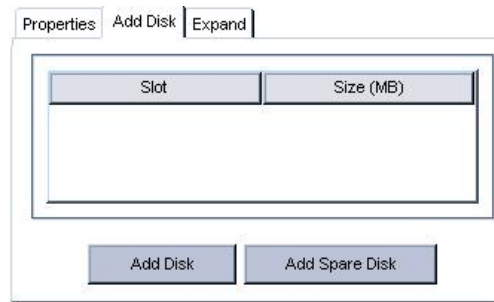 Properties Add Disk Expand
Slot Size (MB)
Add Disk Add Spare Disk